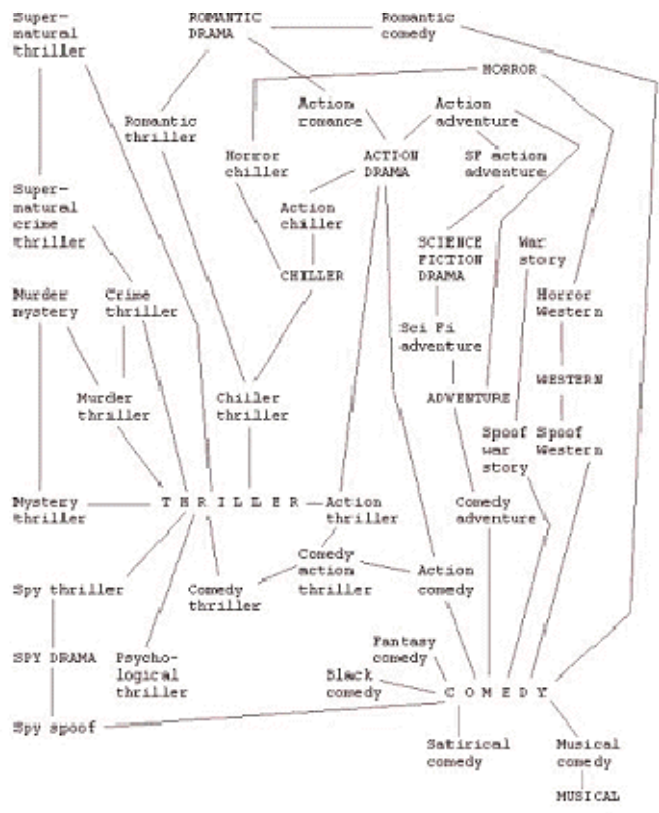 Super-
natural
thriller
ROMANTIC
DRAMA
Romantic
comedy
HORROR
Action
romance
Action
adventure
Romantic
thriller
Horror
chiller
ACTION
DRAMA
SF action
adventure
Super-
natural
crime
thriller
Action
chiller
SCIENCE
FICTION
DRAMA
War
story
CHILLER
Murder
mystery
Crime
thriller
Horror
Western
Sci Fi
adventure
WESTERN
Murder
thriller
Chiller
thriller
ADVENTURE
Spoof
war
story
Spoof
Western
Mystery
thriller
T H R I L L E R
Action
thriller
Comedy
adventure
Comedy
action
thriller
Spy thriller
Comedy
thriller
Action
comedy
Fantasy
comedy
SPY DRAMA
Psycho-
logical
thriller
Black
comedy
C O M E D Y
Spy spoof
Satirical
comedy
Musical
comedy
MUSICAL